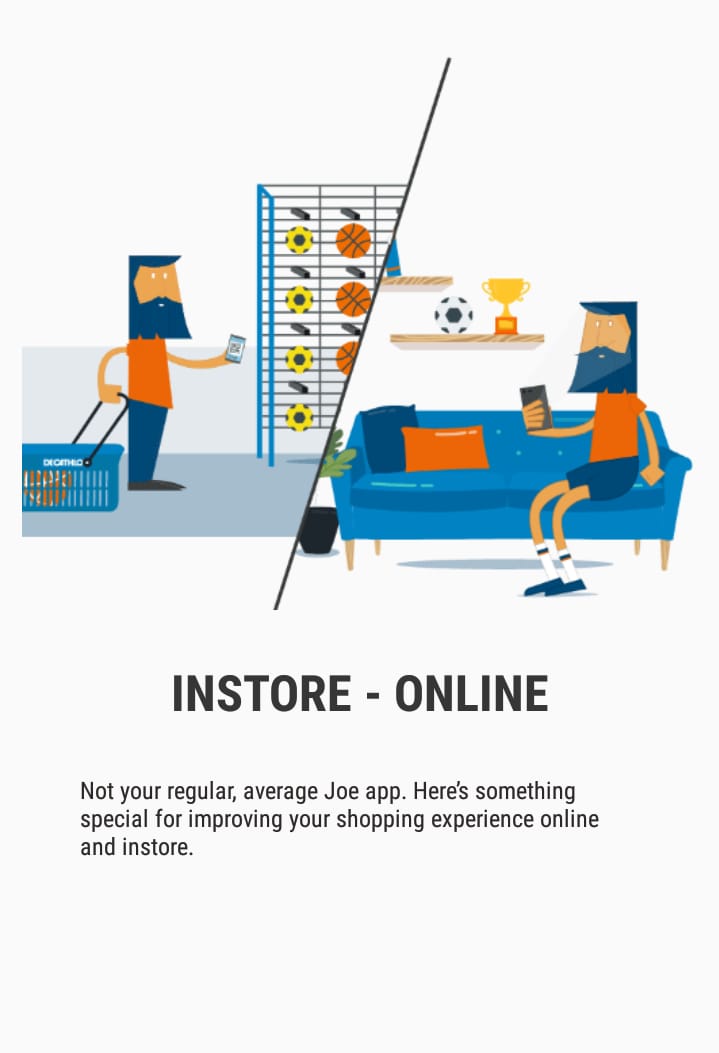 DECATHLO
INSTORE - ONLINE
Not your regular, average Joe app. Here's something
special for improving your shopping experience online
and instore.